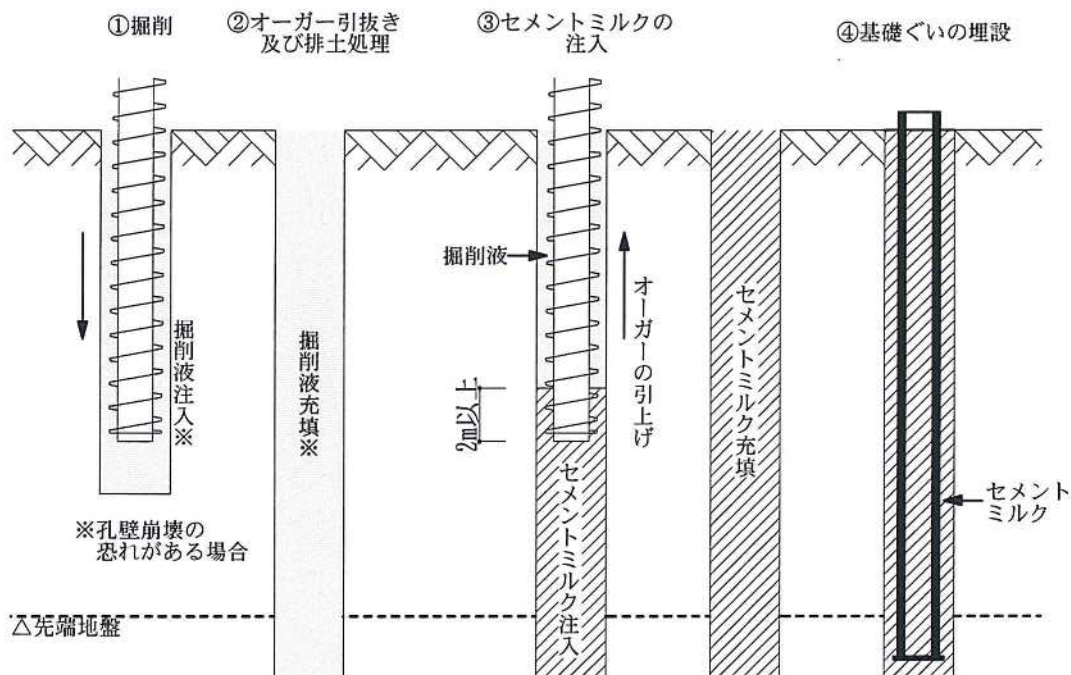 ①掘削
②オーガー引抜き
及び排土処理
③セメントミルクの
注入
④基礎ぐいの埋設
掘削液注入※
掘削液充填※
掘削液
2m以上
オーガーの引上げ
セメントミルク注入
セメントミルク充填
セメント
ミルク
※孔壁崩壊の
恐れがある場合
△先端地盤